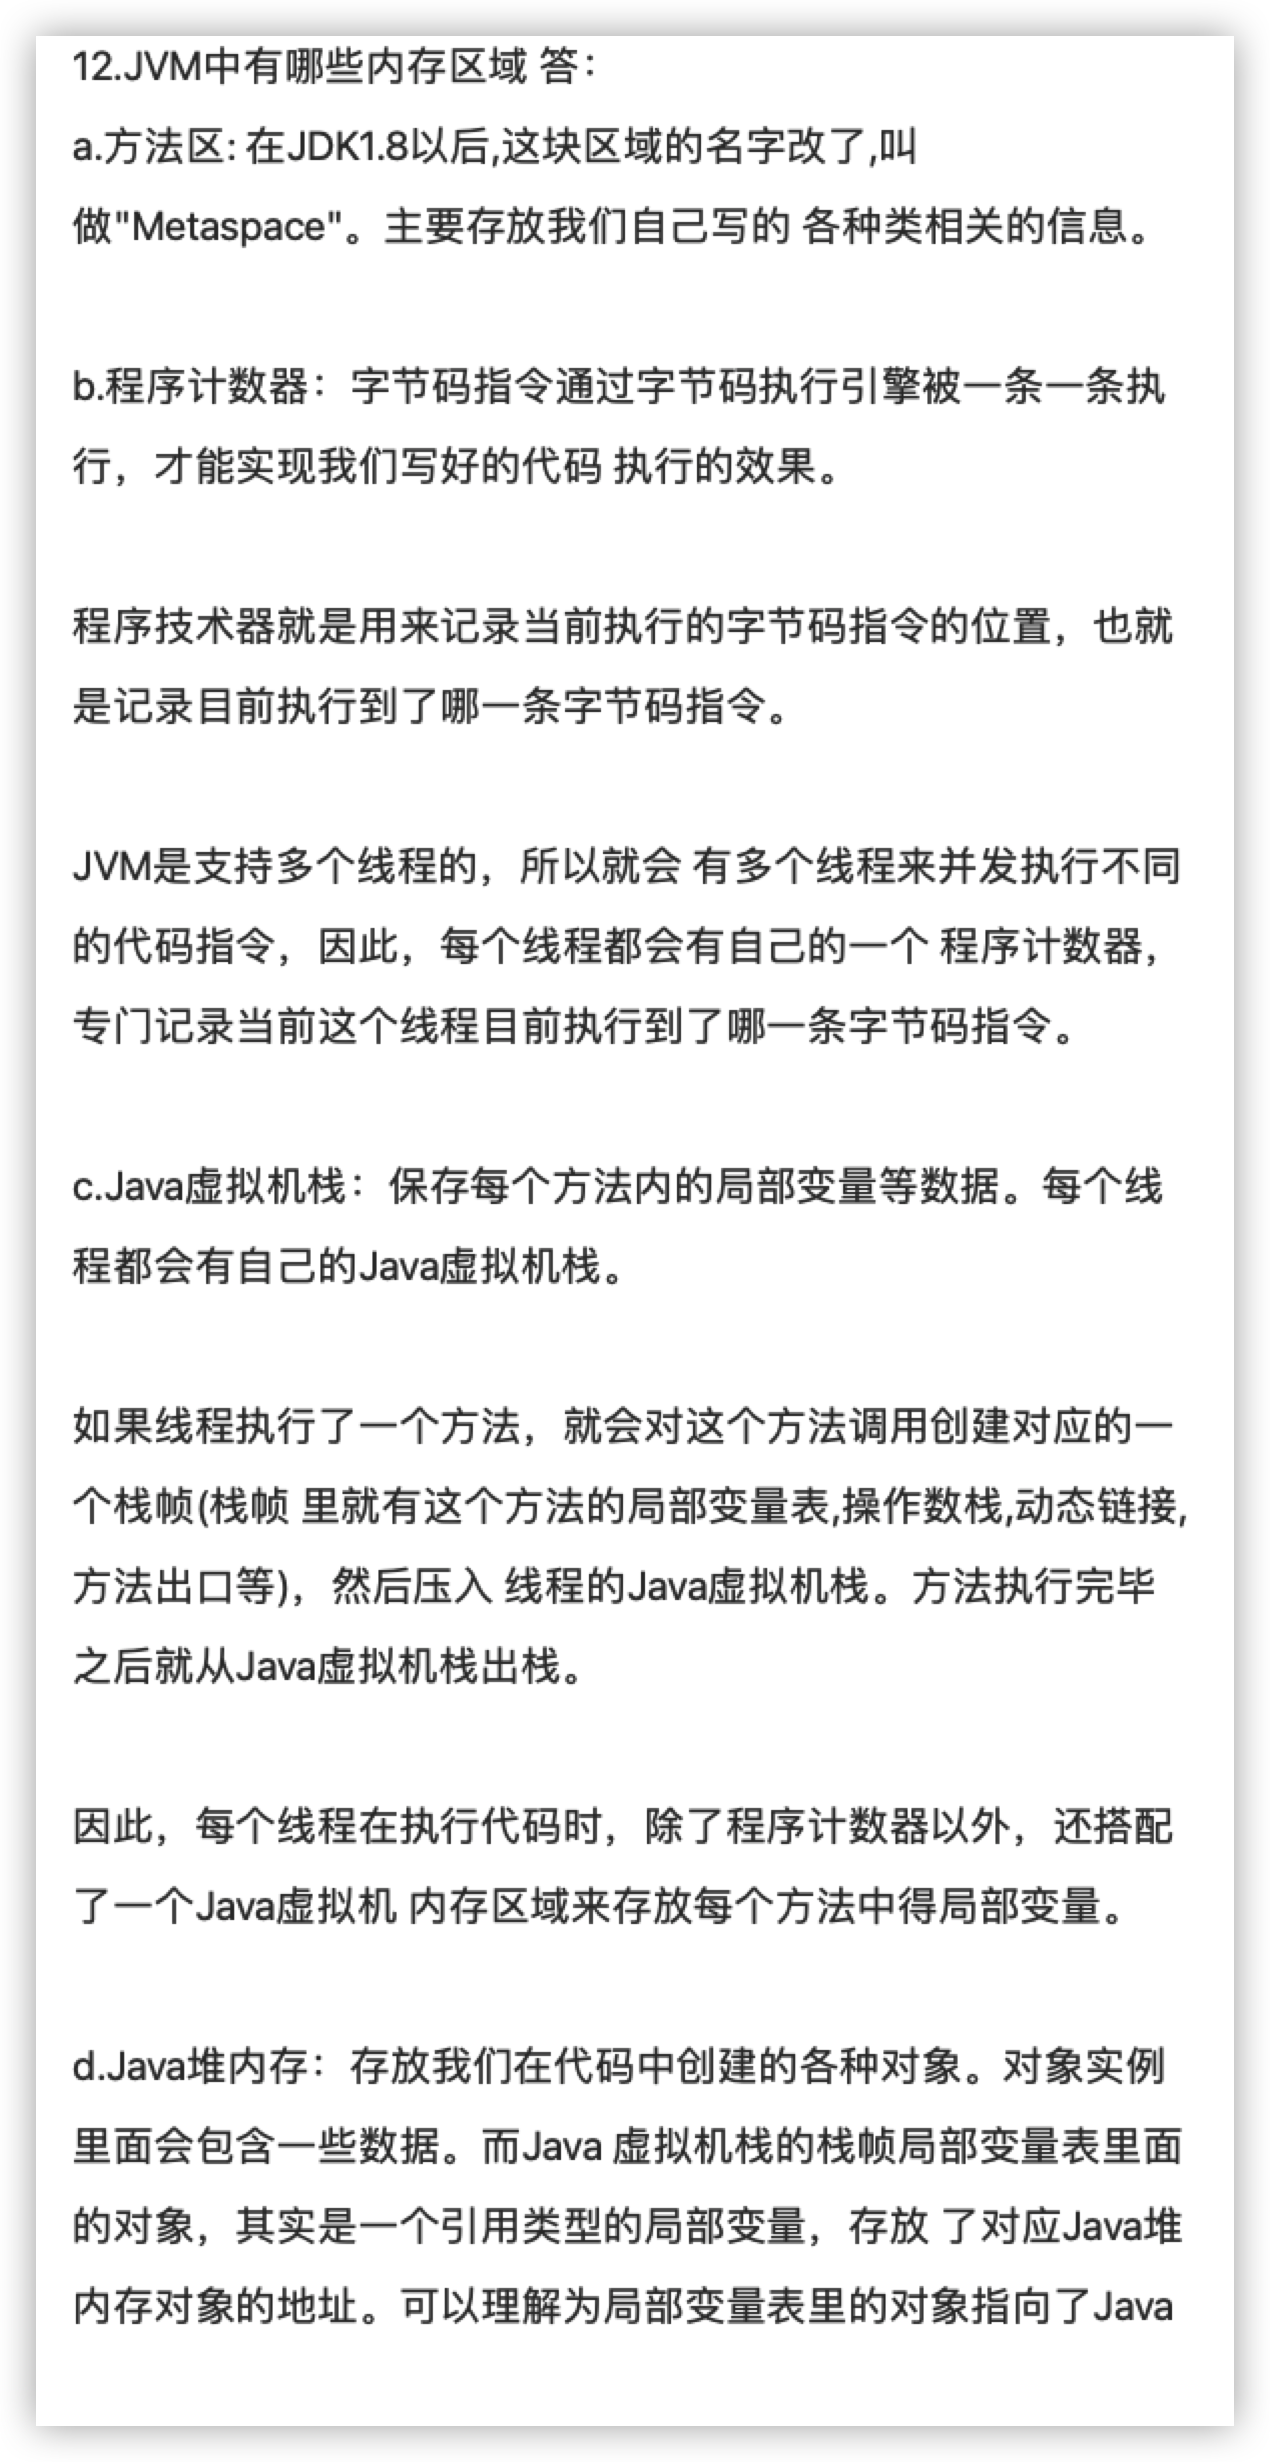 12.JVM中有哪些内存区域 答：
a.方法区: 在JDK1.8以后,这块区域的名字改了,叫
做"Metaspace"。主要存放我们自己写的 各种类相关的信息。
b.程序计数器：字节码指令通过字节码执行引擎被一条一条执
行，才能实现我们写好的代码 执行的效果。
程序技术器就是用来记录当前执行的字节码指令的位置，也就
是记录目前执行到了哪一条字节码指令。
JVM是支持多个线程的，所以就会 有多个线程来并发执行不同
的代码指令，因此，每个线程都会有自己的一个 程序计数器，
专门记录当前这个线程目前执行到了哪一条字节码指令。
c.Java虚拟机栈：保存每个方法内的局部变量等数据。每个线
程都会有自己的Java虚拟机栈。
如果线程执行了一个方法，就会对这个方法调用创建对应的一
个栈帧(栈帧 里就有这个方法的局部变量表,操作数栈,动态链接,
方法出口等)，然后压入 线程的Java虚拟机栈。方法执行完毕
之后就从Java虚拟机栈出栈。
因此，每个线程在执行代码时，除了程序计数器以外，还搭配
了一个Java虚拟机 内存区域来存放每个方法中得局部变量。
d.Java堆内存：存放我们在代码中创建的各种对象。对象实例
里面会包含一些数据。而Java 虚拟机栈的栈帧局部变量表里面
的对象，其实是一个引用类型的局部变量，存放 了对应Java堆
内存对象的地址。可以理解为局部变量表里的对象指向了Java